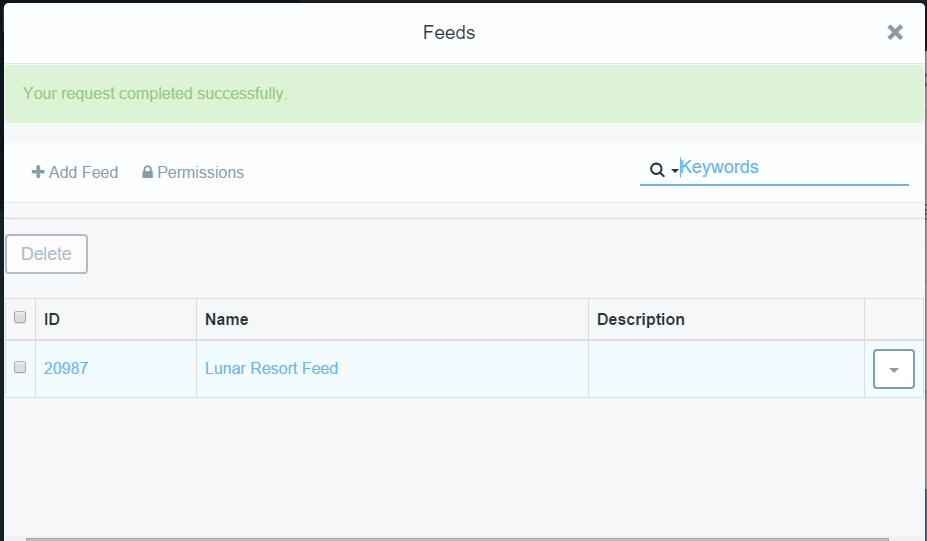 Feeds
Your request completed successfully.
Add Feed Permissions Keywords
Delete
ID Name Description
20987 Lunar Resort Feed